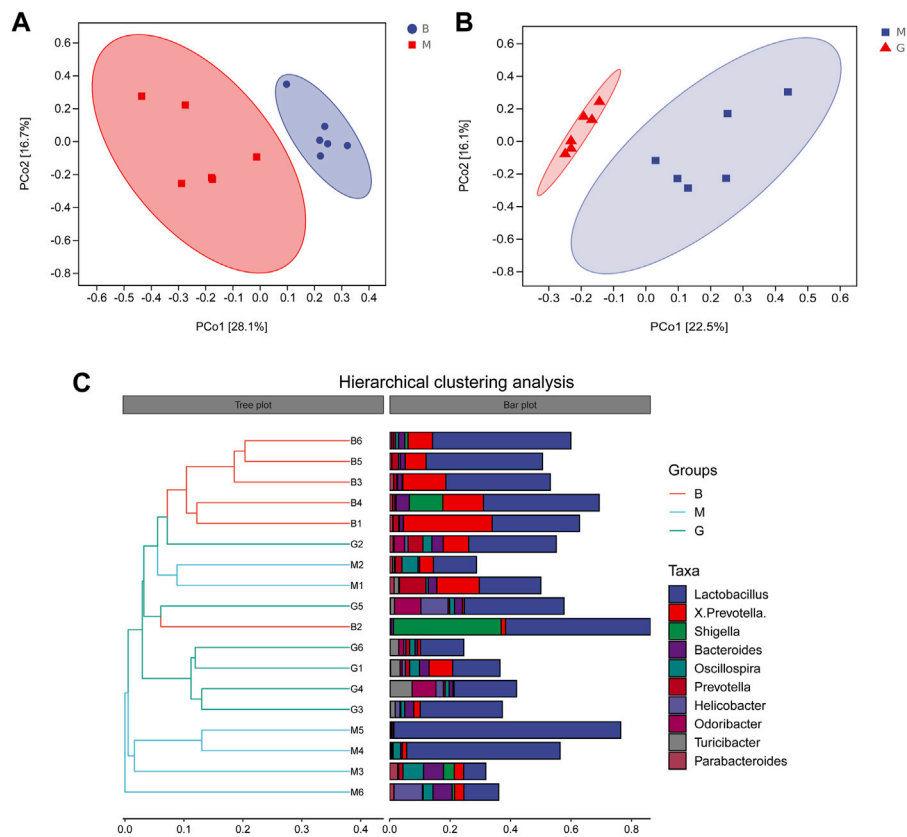 A
B
M
0.6
0.4
0.2
0.0
-0.2
-0.4
-0.6
-0.8
PCo2 [16.7%]
-0.6 -0.5 -0.4 -0.3 -0.2 -0.1 0.0 0.1 0.2 0.3 0.4
PCo1 [28.1%]
B
M
G
0.6
0.4
0.2
0.0
-0.2
-0.4
-0.6
-0.8
PCo2 [16.1%]
-0.3 -0.2 -0.1 0.0 0.1 0.2 0.3 0.4 0.5 0.6
PCo1 [22.5%]
C
Hierarchical clustering analysis
Tree plot Bar plot
B6
B5
B3
B4
B1
G2
M2
M1
G5
B2
G6
G1
G4
G3
M5
M4
M3
M6
0.0 0.1 0.2 0.3 0.4 0.0 0.2 0.4 0.6 0.8
Groups
B
M
G
Taxa
Lactobacillus
X.Prevotella.
Shigella
Bacteroides
Oscillospira
Prevotella
Helicobacter
Odoribacter
Turicibacter
Parabacteroides